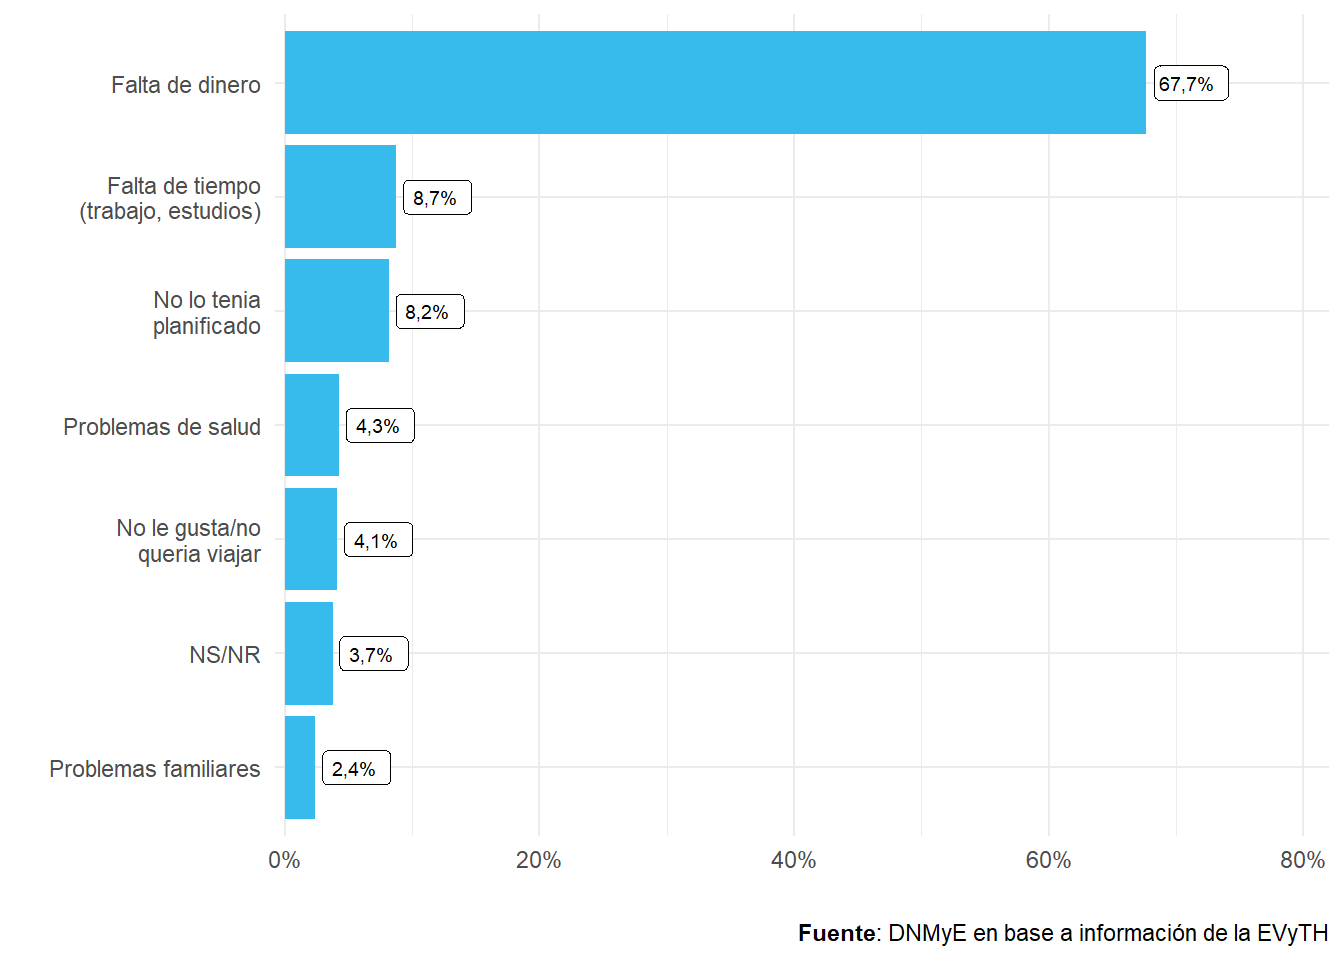 Falta de dinero
67,7%
Falta de tiempo
(trabajo, estudios)
8,7%
No lo tenia
planificado
8,2%
Problemas de salud
4,3%
No le gusta/no
queria viajar
4,1%
NS/NR
3,7%
Problemas familiares
2,4%
0%
20%
40%
60%
80%
Fuente: DNMyE en base a información de la EVyTH